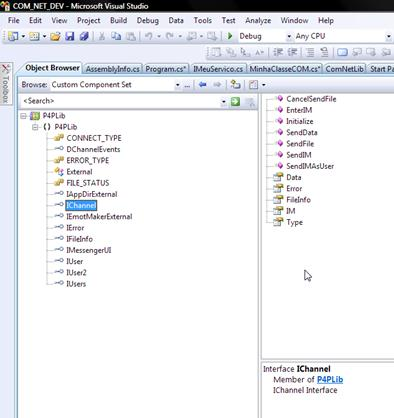 COM_NET_DEV - Microsoft Visual Studio
File Edit View Project Build Debug Data Tools Test Analyze Window Help
Debug Any CPU
Object Browser AssemblyInfo.cs Program.cs* IMeuServico.cs MinhaClasseCOM.cs* ComNetLib Start Pa
Toolbox
Browse: Custom Component Set ...
<Search>
P4PLib
{} P4PLib
CONNECT_TYPE
DChannelEvents
ERROR_TYPE
External
FILE_STATUS
IAppDirExternal
IChannel
IEmotMakerExternal
IError
IFileInfo
IMessengerUI
IUser
IUser2
IUsers
CancelSendFile
EnterIM
Initialize
SendData
SendFile
SendIM
SendIMAsUser
Data
Error
FileInfo
IM
Type
Interface IChannel
Member of P4PLib
IChannel Interface